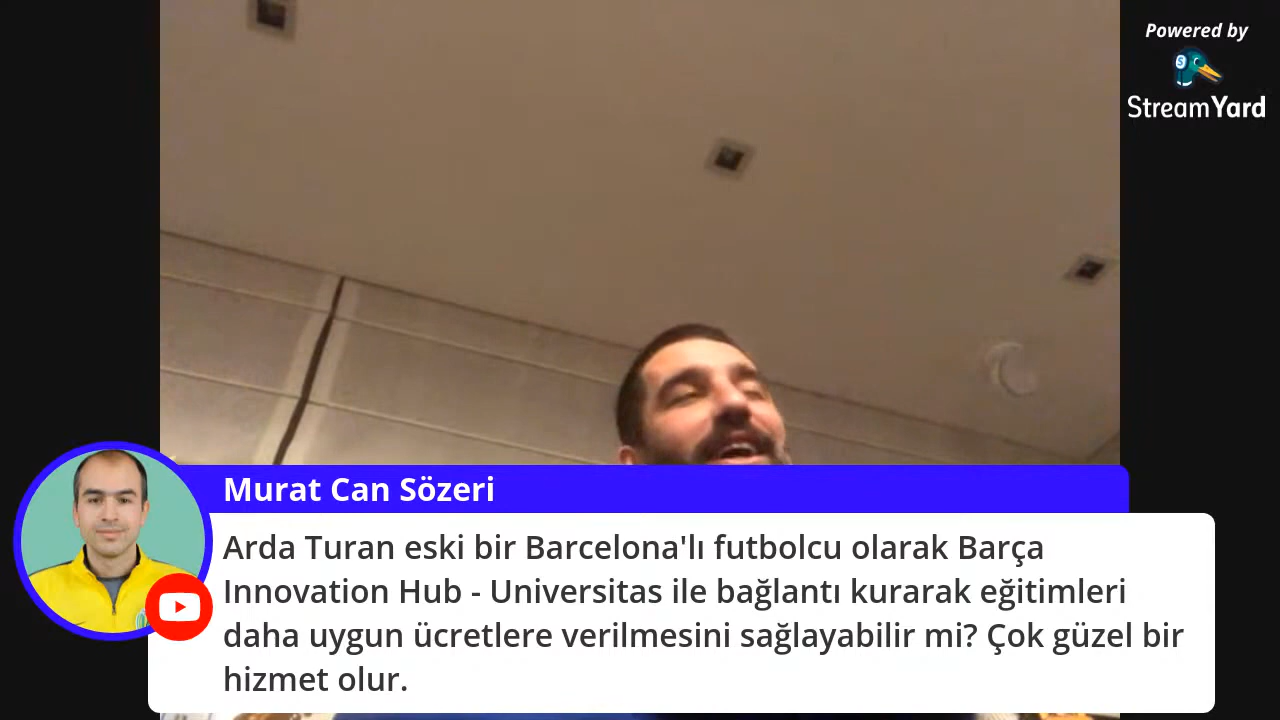 Powered by
StreamYard
Murat Can Sözeri
Arda Turan eski bir Barcelona'lı futbolcu olarak Barça
Innovation Hub - Universitas ile bağlantı kurarak eğitimleri
daha uygun ücretlere verilmesini sağlayabilir mi? Çok güzel bir
hizmet olur.